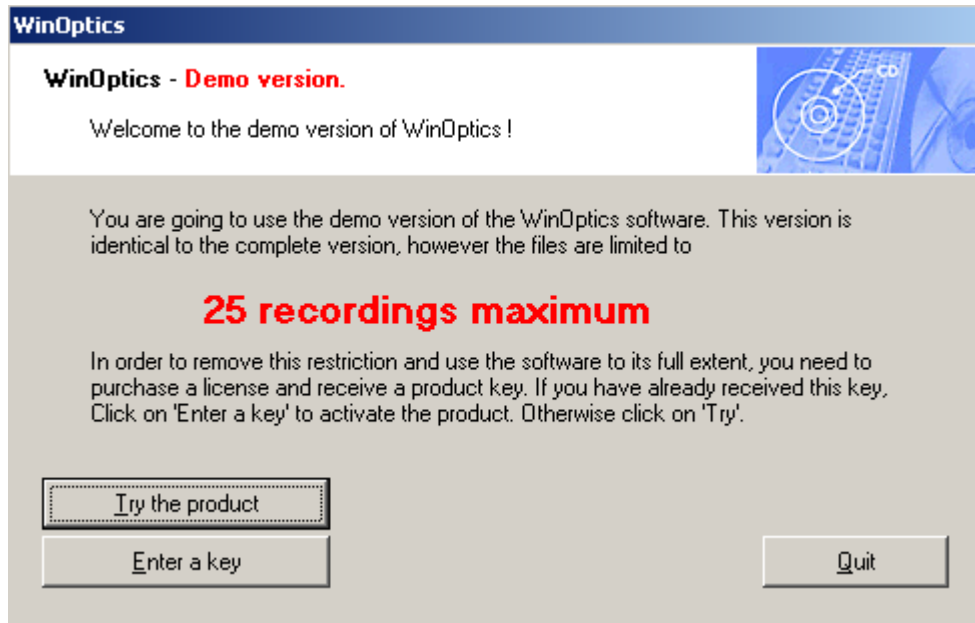 WinOptics
WinOptics - Demo version.
CD
Welcome to the demo version of WinOptics !
You are going to use the demo version of the WinOptics software. This version is
identical to the complete version, however the files are limited to
25 recordings maximum
In order to remove this restriction and use the software to its full extent, you need to
purchase a license and receive a product key. If you have already received this key,
Click on 'Enter a key' to activate the product. Otherwise click on 'Try'.
Try the product
Enter a key
Quit